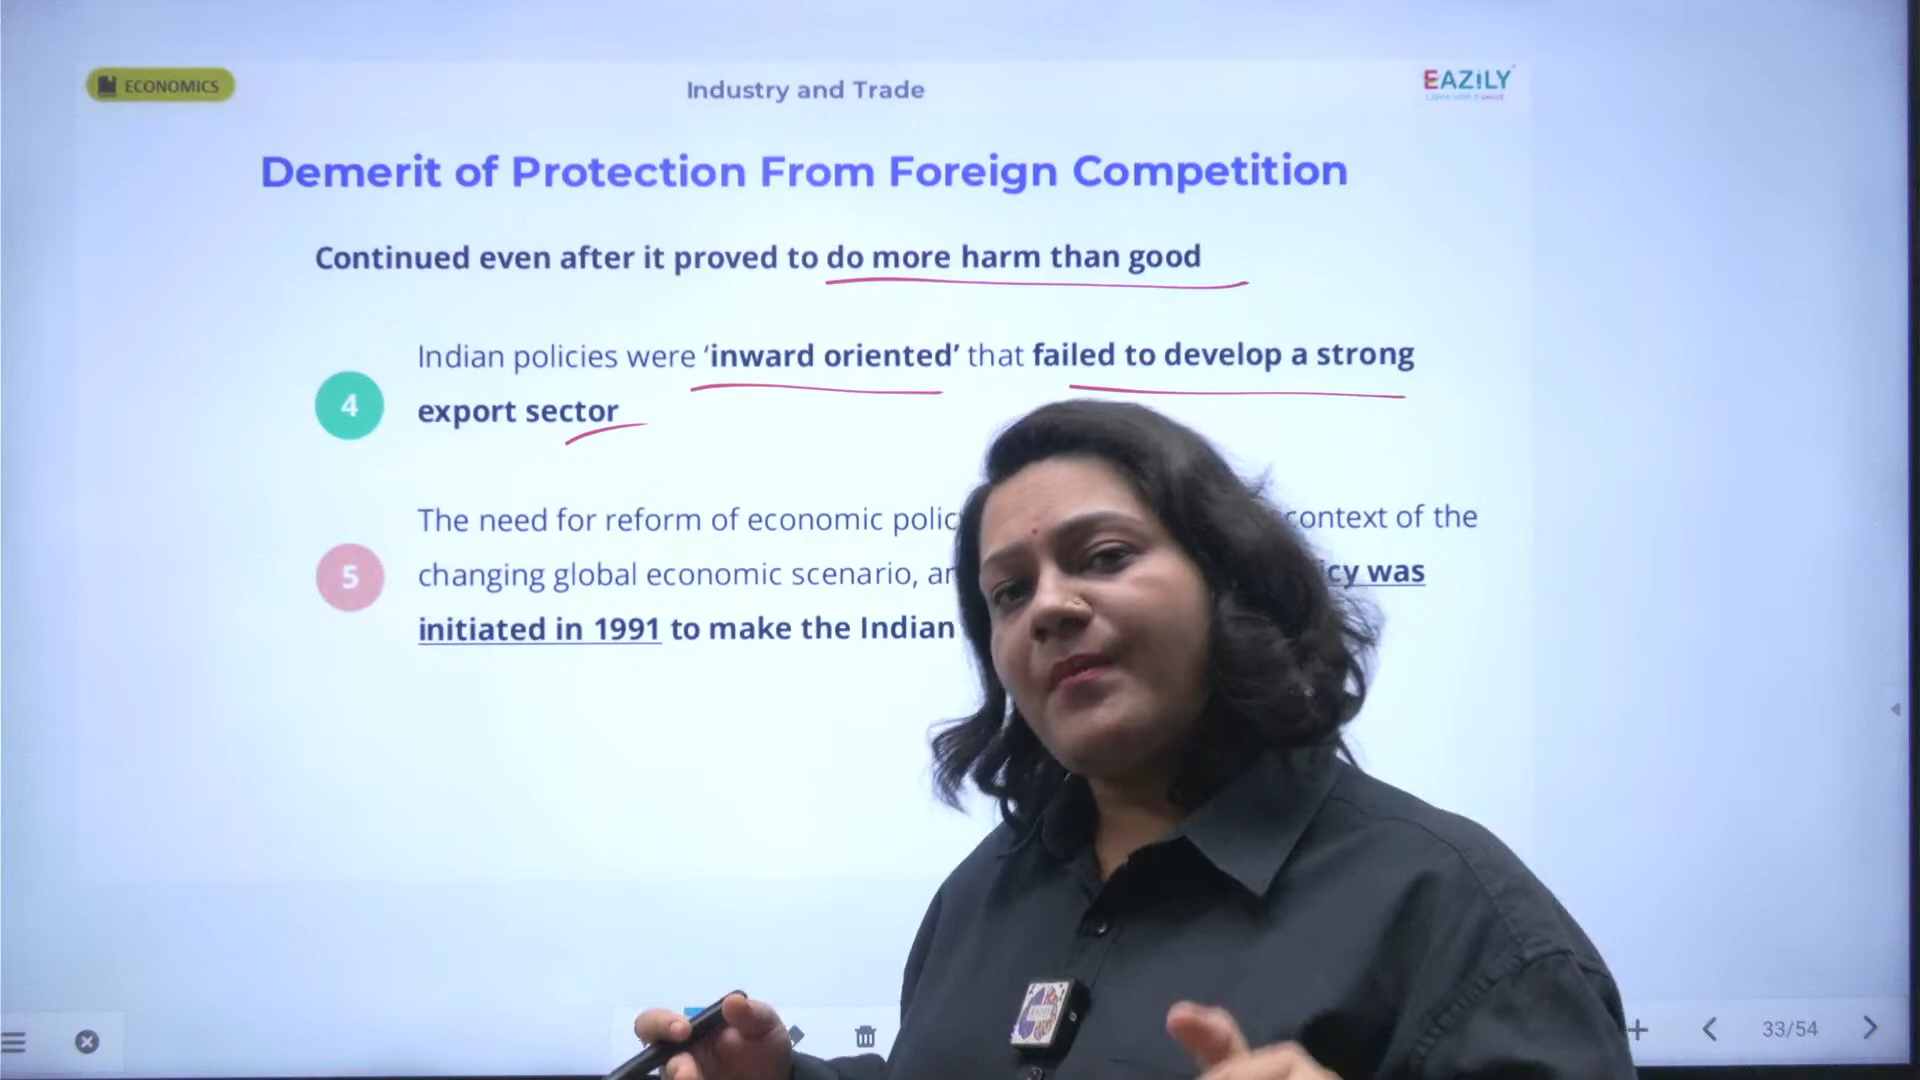 ECONOMICS
Industry and Trade
EAZILY
Demerit of Protection From Foreign Competition
Continued even after it proved to do more harm than good
Indian policies were ‘inward oriented’ that failed to develop a strong
4
export sector
The need for reform of economic context of the
5
changing global economic scenario, was
initiated in 1991 to make the Indian
33/54